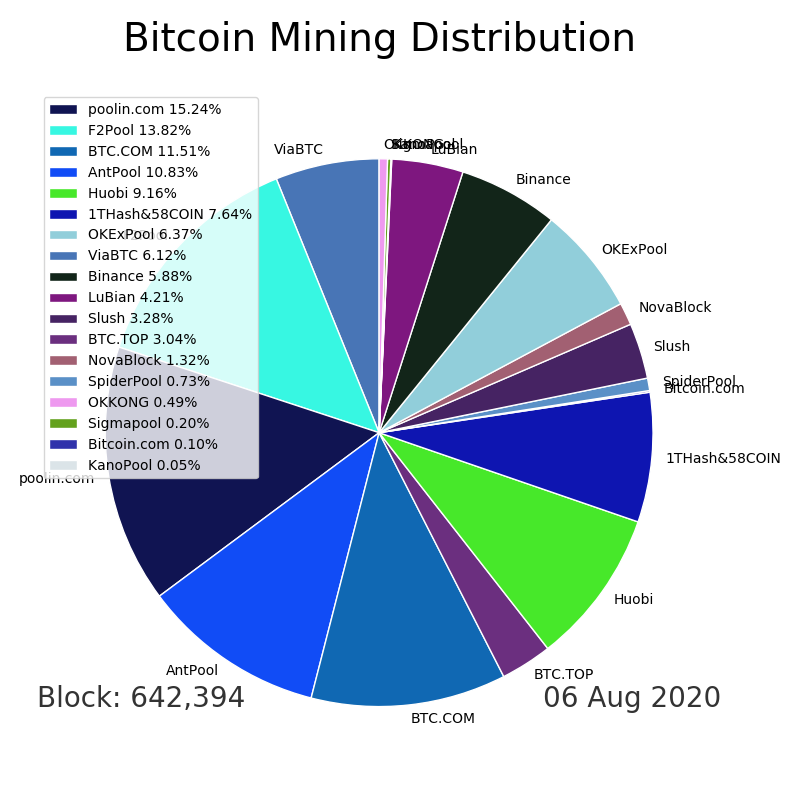 Bitcoin Mining Distribution
poolin.com 15.24%
F2Pool 13.82%
BTC.COM 11.51%
AntPool 10.83%
Huobi 9.16%
1THash&58COIN 7.64%
OKExPool 6.37%
ViaBTC 6.12%
Binance 5.88%
LuBian 4.21%
Slush 3.28%
BTC.TOP 3.04%
NovaBlock 1.32%
SpiderPool 0.73%
OKKONG 0.49%
Sigmapool 0.20%
Bitcoin.com 0.10%
KanoPool 0.05%
ViaBTC
LuBian
Binance
OKExPool
NovaBlock
Slush
SpiderPool
Bitcoin.com
1THash&58COIN
Huobi
BTC.TOP
BTC.COM
AntPool
poolin.com
Block: 642,394
06 Aug 2020